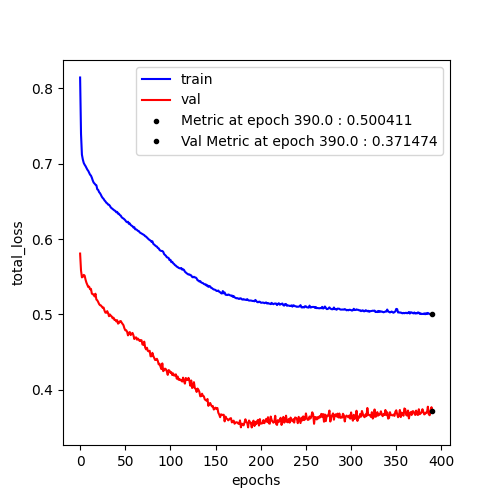 train
val
Metric at epoch 390.0 : 0.500411
Val Metric at epoch 390.0 : 0.371474
0.8
0.7
0.6
0.5
0.4
total_loss
0 50 100 150 200 250 300 350 400
epochs